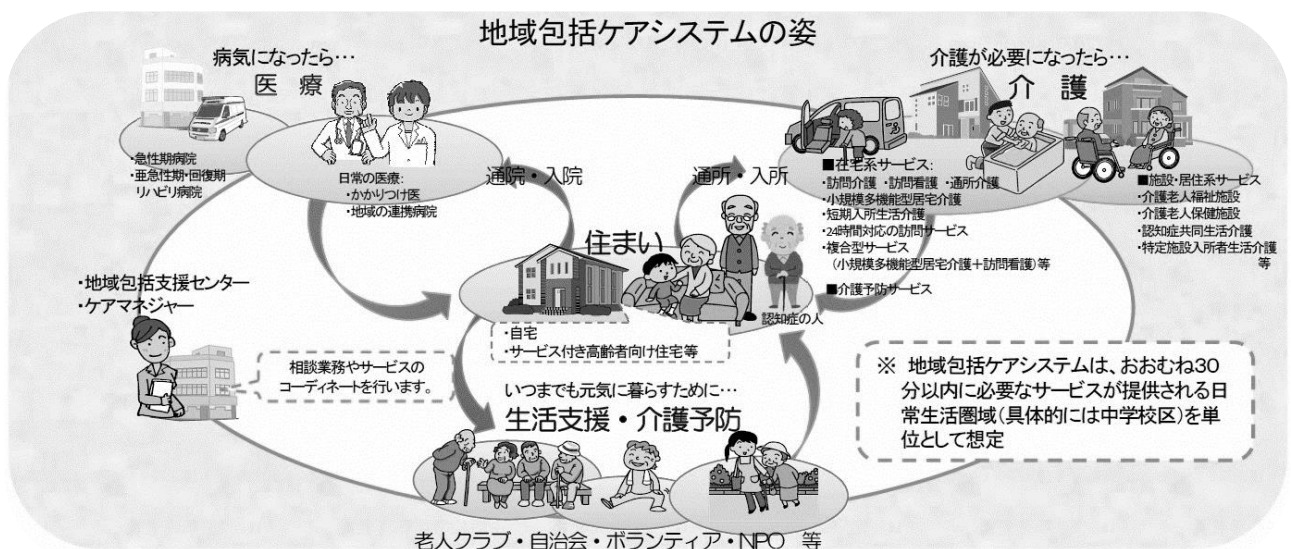 地域包括ケアシステムの姿
病気になったら…
医 療
・急性期病院
・亜急性期・回復期
リハビリ病院
日常の医療:
・かかりつけ医
・地域の連携病院
通院・入院
通所・入所
介護が必要になったら…
介 護
■在宅系サービス:
・訪問介護 ・訪問看護 ・通所介護
・小規模多機能型居宅介護
・短期入所生活介護
・24時間対応の訪問サービス
・複合型サービス
（小規模多機能型居宅介護＋訪問看護）等
■介護予防サービス
■施設・居住系サービス
・介護老人福祉施設
・介護老人保健施設
・認知症共同生活介護
・特定施設入所者生活介護
等
住まい
認知症の人
・自宅
・サービス付き高齢者向け住宅等
・地域包括支援センター
・ケアマネジャー
相談業務やサービスの
コーディネートを行います。
いつまでも元気に暮らすために…
生活支援・介護予防
老人クラブ・自治会・ボランティア・NPO 等
※ 地域包括ケアシステムは、おおむね30
分以内に必要なサービスが提供される日
常生活圏域（具体的には中学校区）を単
位として想定